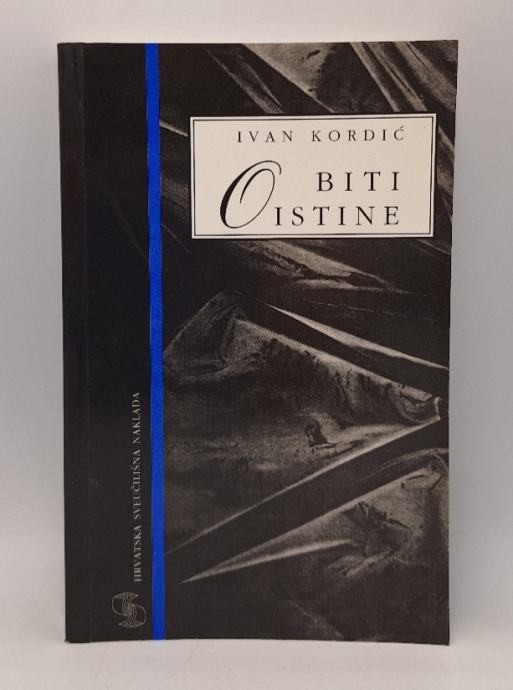 IVAN KORDIĆ
O BITI
ISTINE
HRVATSKA SVEUČILIŠNA NAKLADA